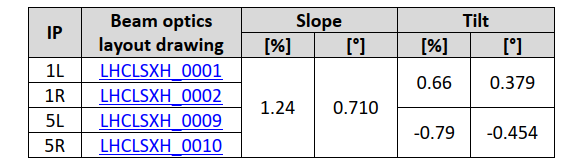 IP Beam optics layout drawing Slope Tilt
[%] [°] [%] [°]
1L LHCLSXH_0001 1.24 0.710 0.66 0.379
1R LHCLSXH_0002
5L LHCLSXH_0009 -0.79 -0.454
5R LHCLSXH_0010